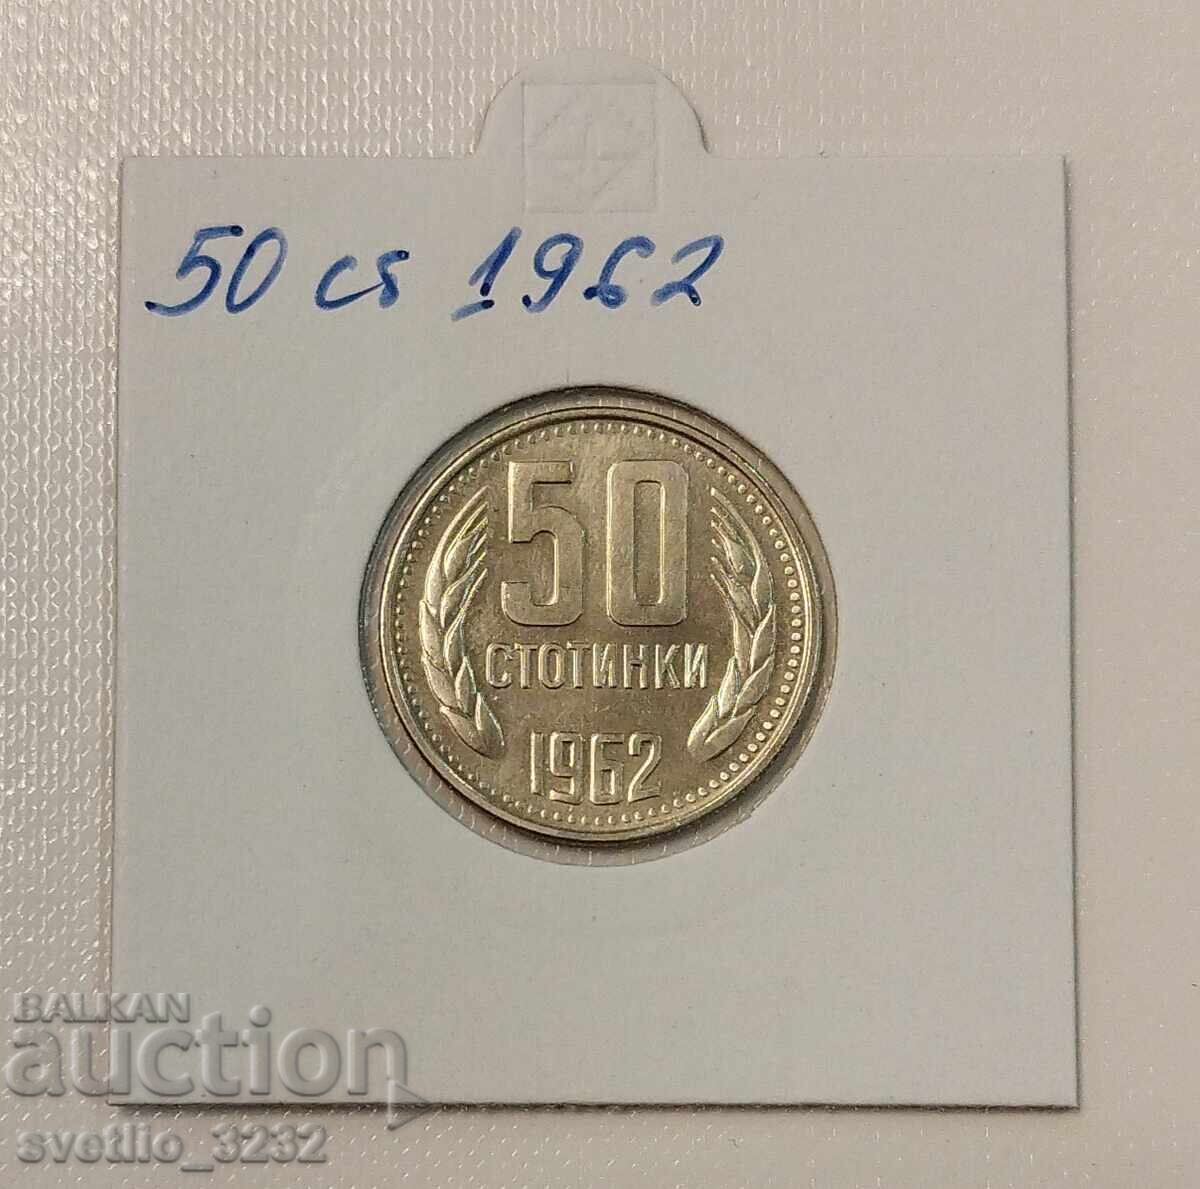 50 ст 1962
50
СТОТИНКИ
1962
BALKAN
auction
svetlio_3232